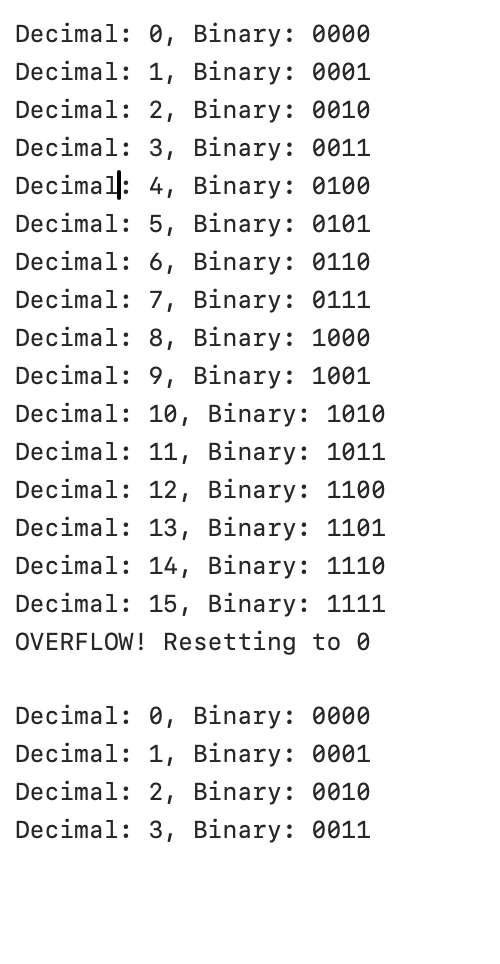 Decimal: 0, Binary: 0000
Decimal: 1, Binary: 0001
Decimal: 2, Binary: 0010
Decimal: 3, Binary: 0011
Decimal: 4, Binary: 0100
Decimal: 5, Binary: 0101
Decimal: 6, Binary: 0110
Decimal: 7, Binary: 0111
Decimal: 8, Binary: 1000
Decimal: 9, Binary: 1001
Decimal: 10, Binary: 1010
Decimal: 11, Binary: 1011
Decimal: 12, Binary: 1100
Decimal: 13, Binary: 1101
Decimal: 14, Binary: 1110
Decimal: 15, Binary: 1111
OVERFLOW! Resetting to 0
Decimal: 0, Binary: 0000
Decimal: 1, Binary: 0001
Decimal: 2, Binary: 0010
Decimal: 3, Binary: 0011